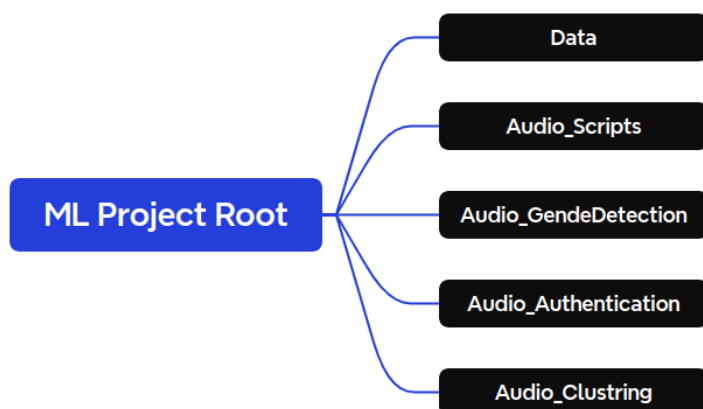 Data
Audio_Scripts
ML Project Root
Audio_GendeDetection
Audio_Authentication
Audio_Clustring